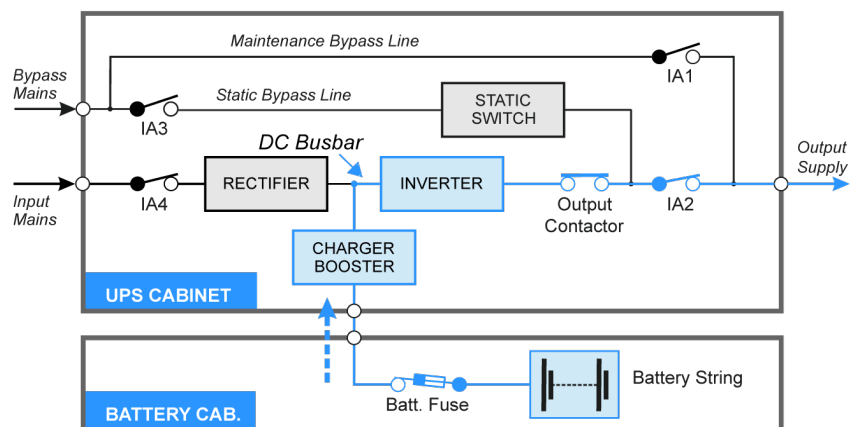 Maintenance Bypass Line
IA1
Bypass
Mains
Static Bypass Line
STATIC
SWITCH
IA3
DC Busbar
Output
Supply
Input
Mains
IA4
RECTIFIER
INVERTER
Output
Contactor
IA2
CHARGER
BOOSTER
UPS CABINET
Battery String
Batt. Fuse
BATTERY CAB.